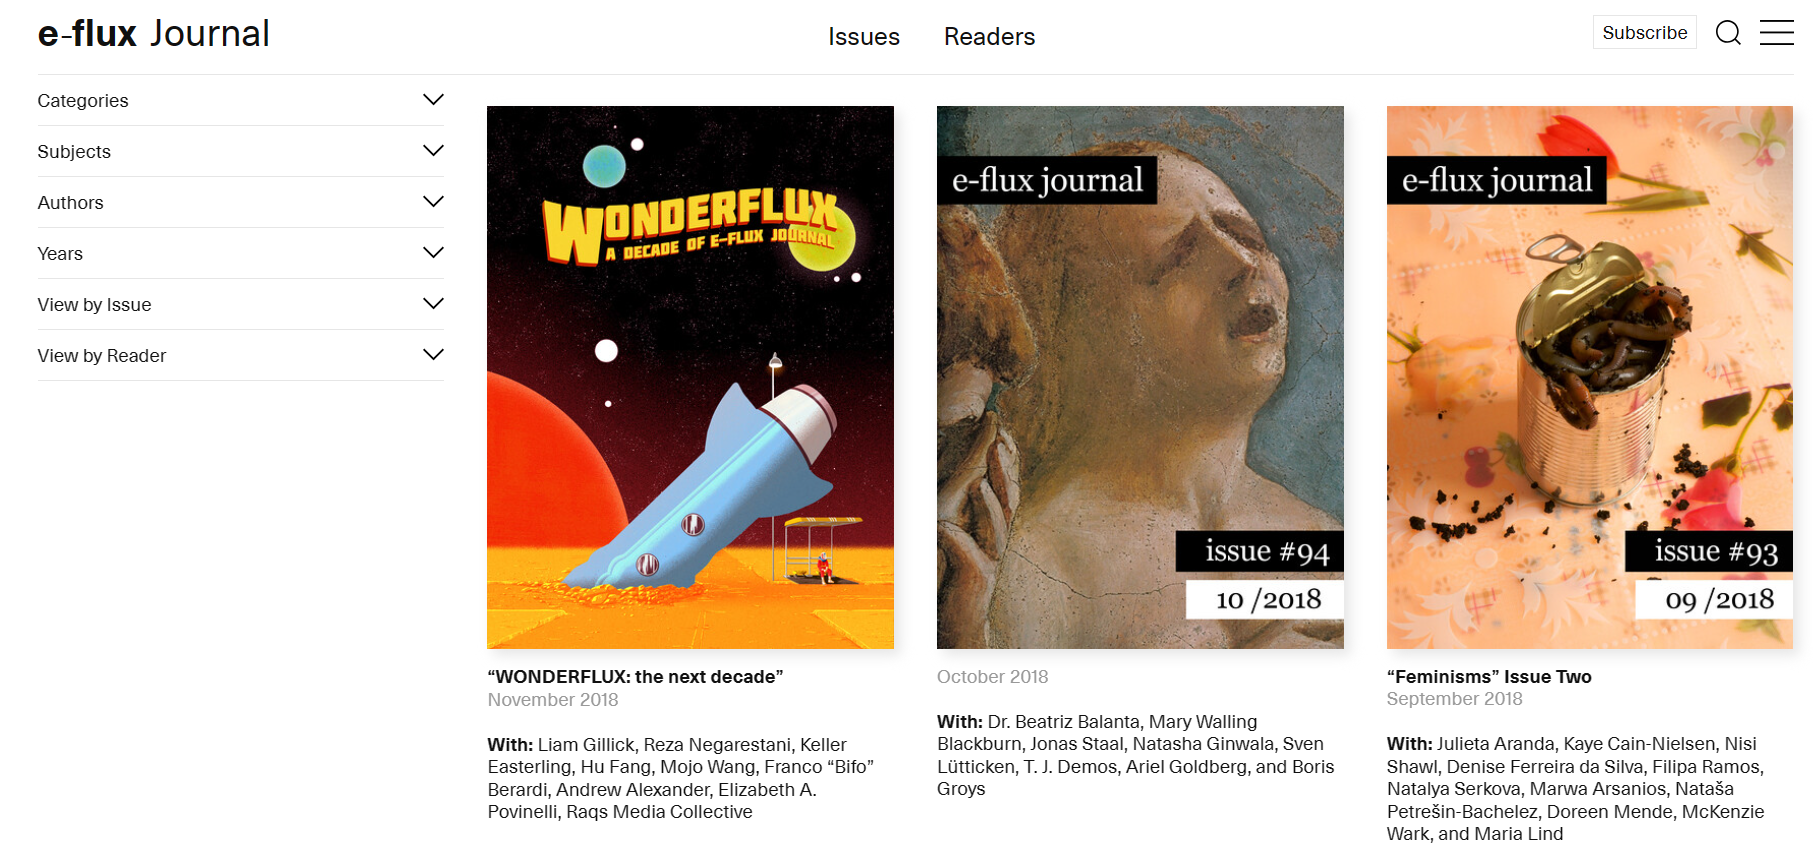 e-flux Journal
Issues
Readers
Subscribe
Categories
Subjects
Authors
Years
View by Issue
View by Reader
WONDERFLUX
A DECADE OF E-FLUX JOURNAL
“WONDERFLUX: the next decade”
November 2018
With: Liam Gillick, Reza Negarestani, Keller
Easterling, Hu Fang, Mojo Wang, Franco “Bifo”
Berardi, Andrew Alexander, Elizabeth A.
Povinelli, Raqs Media Collective
e-flux journal
issue #94
10 /2018
October 2018
With: Dr. Beatriz Balanta, Mary Walling
Blackburn, Jonas Staal, Natasha Ginwala, Sven
Lütticken, T. J. Demos, Ariel Goldberg, and Boris
Groys
e-flux journal
issue #93
09 /2018
“Feminisms” Issue Two
September 2018
With: Julieta Aranda, Kaye Cain-Nielsen, Nisi
Shawl, Denise Ferreira da Silva, Filipa Ramos,
Natalya Serkova, Marwa Arsanios, Nataša
Petrešin-Bachelez, Doreen Mende, McKenzie
Wark, and Maria Lind